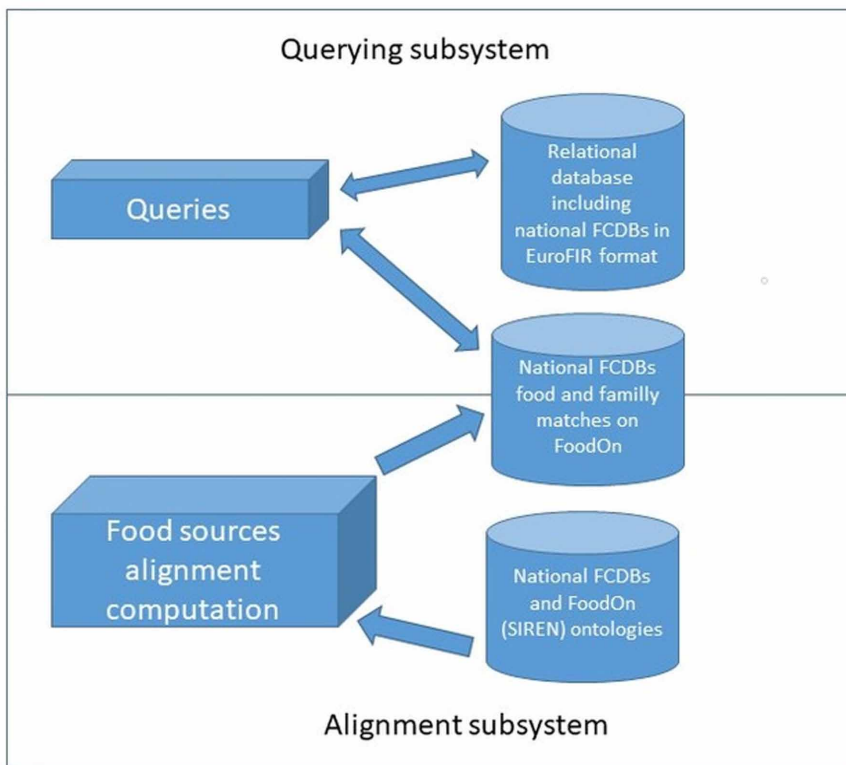 Querying subsystem
Queries
Relational
database
including
national FCDBs in
EuroFIR format
National FCDBs
food and familly
matches on
FoodOn
Food sources
alignment
computation
National FCDBs
and FoodOn
(SIREN) ontologies
Alignment subsystem